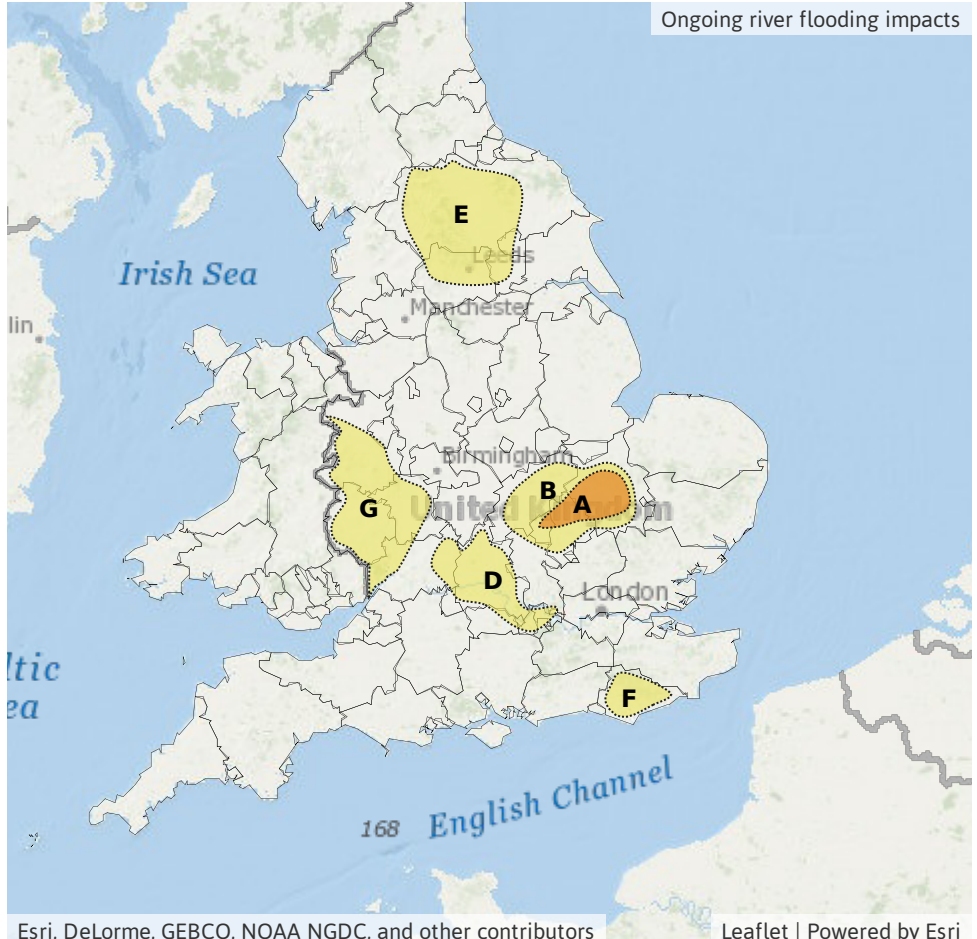 Ongoing river flooding impacts
E
Leeds
Irish Sea
Manchester
lin
Birmingham
B
A
G
United Kingdom
D
London
ltic
ea
F
English Channel
168
Esri, DeLorme, GEBCO, NOAA NGDC, and other contributors
Leaflet | Powered by Esri